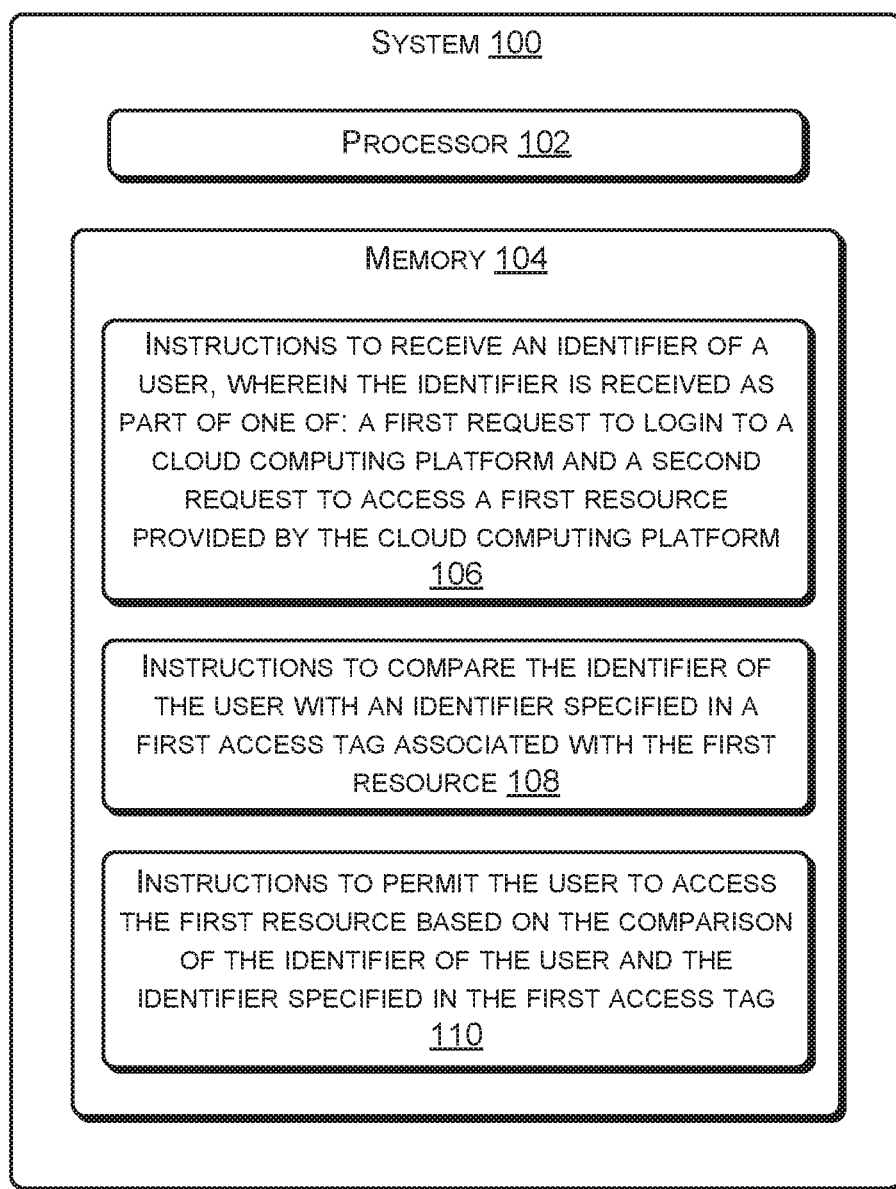 SYSTEM 100
PROCESSOR 102
MEMORY 104
INSTRUCTIONS TO RECEIVE AN IDENTIFIER OF A
USER, WHEREIN THE IDENTIFIER IS RECEIVED AS
PART OF ONE OF: A FIRST REQUEST TO LOGIN TO A
CLOUD COMPUTING PLATFORM AND A SECOND
REQUEST TO ACCESS A FIRST RESOURCE
PROVIDED BY THE CLOUD COMPUTING PLATFORM
106
INSTRUCTIONS TO COMPARE THE IDENTIFIER OF
THE USER WITH AN IDENTIFIER SPECIFIED IN A
FIRST ACCESS TAG ASSOCIATED WITH THE FIRST
RESOURCE 108
INSTRUCTIONS TO PERMIT THE USER TO ACCESS
THE FIRST RESOURCE BASED ON THE COMPARISON
OF THE IDENTIFIER OF THE USER AND THE
IDENTIFIER SPECIFIED IN THE FIRST ACCESS TAG
110